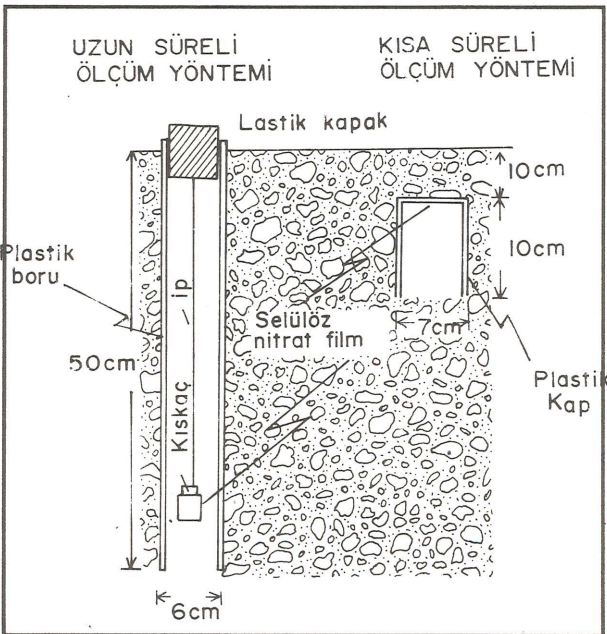 UZUN SÜRELİ
ÖLÇÜM YÖNTEMİ
KISA SÜRELİ
ÖLÇÜM YÖNTEMİ
Lastik kapak
10cm
10cm
Plastik
boru
İp
Kıskaç
Selülöz
nitrat film
7cm
50cm
Plastik
Kap
6cm